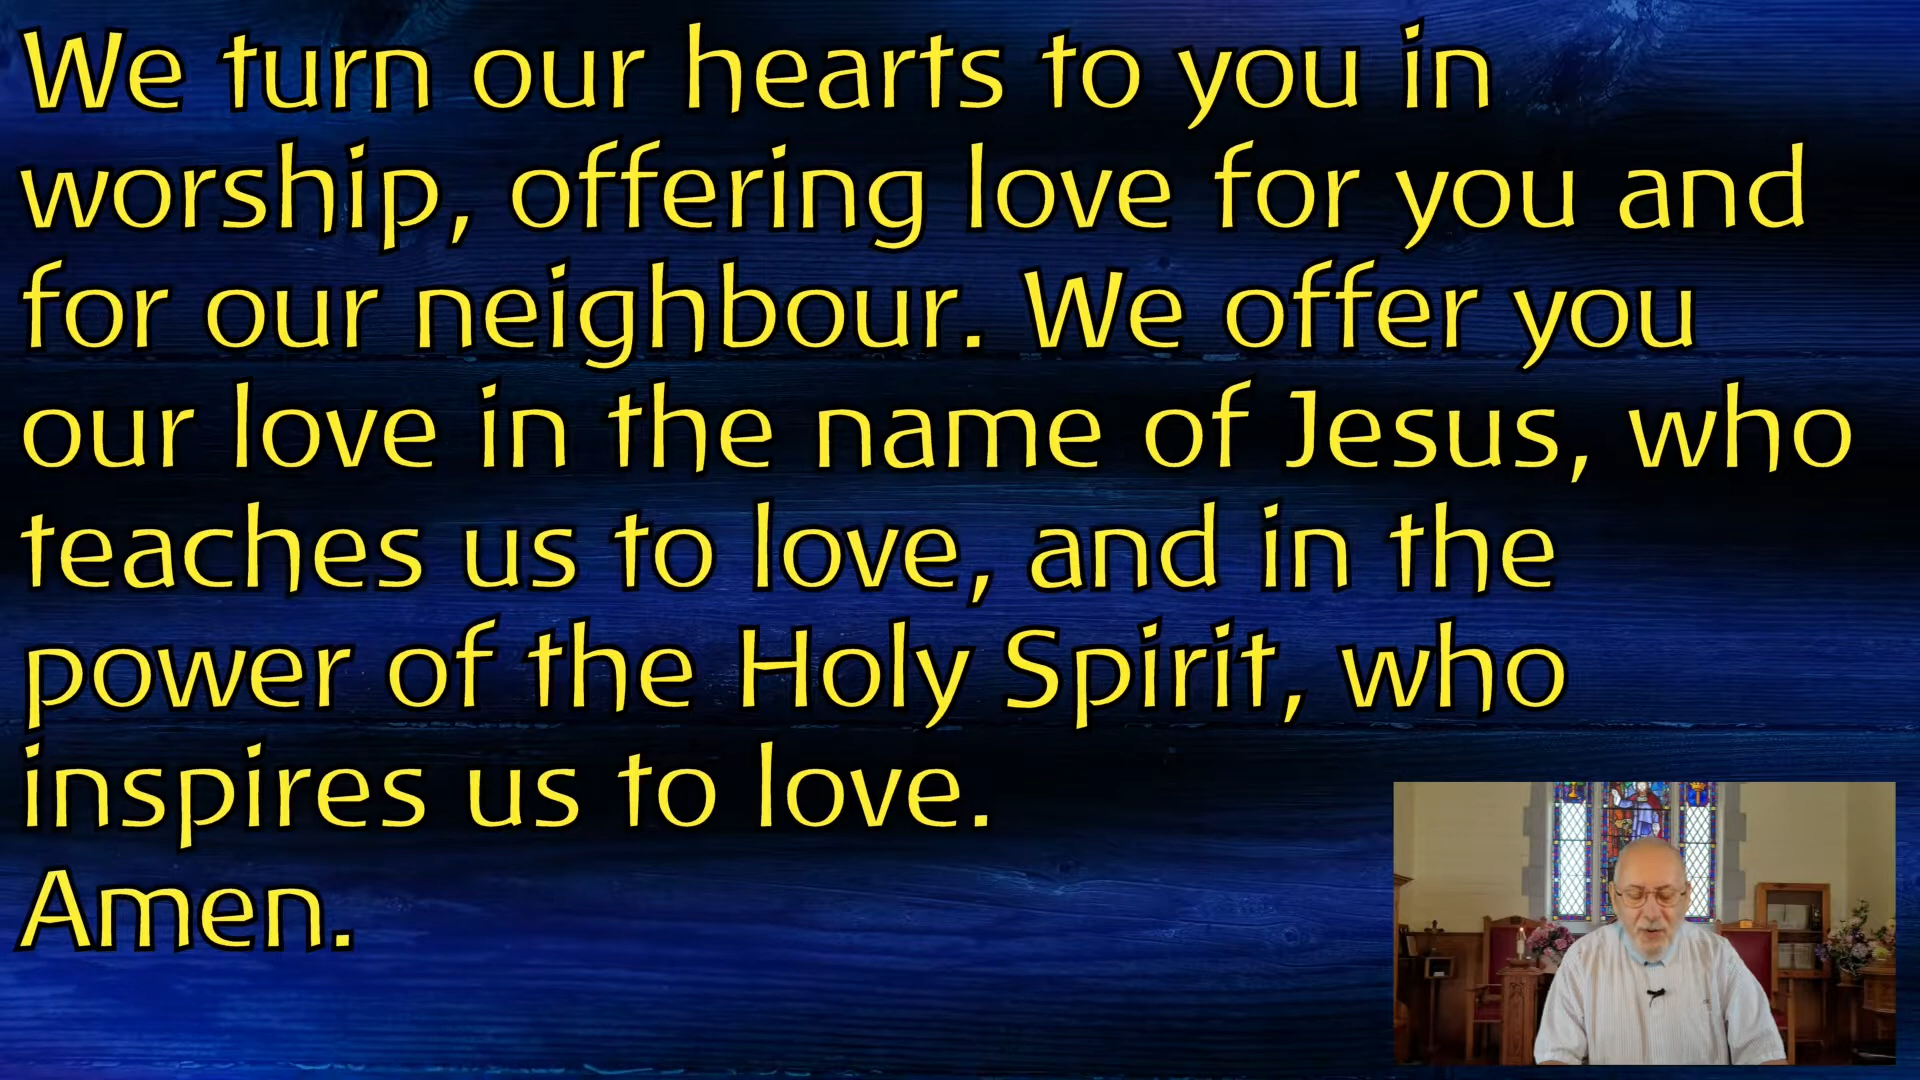 We turn our hearts to you in
worship, offering love for you and
for our neighbour. We offer you
our love in the name of Jesus, who
teaches us to love, and in the
power of the Holy Spirit, who
inspires us to love.
Amen.